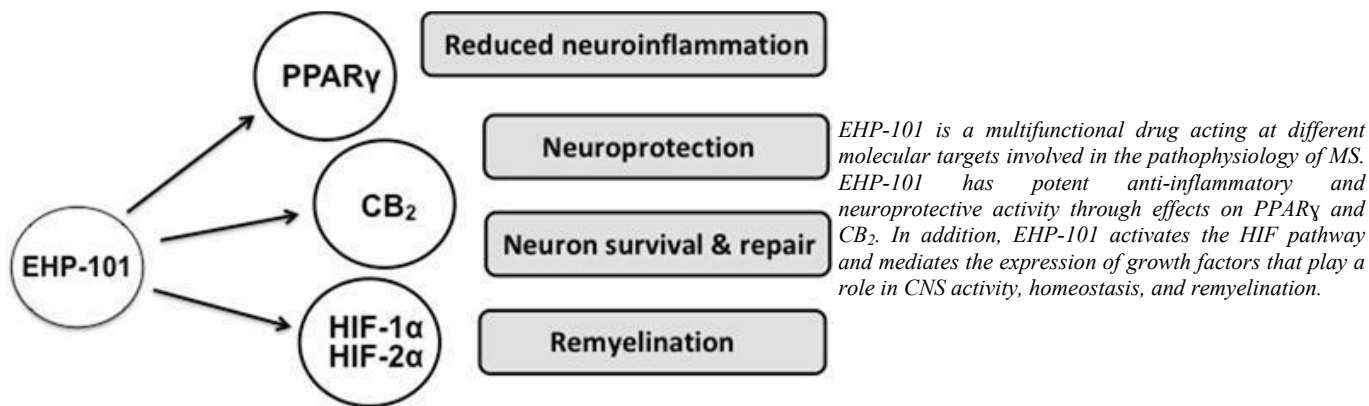 PPARγ
Reduced neuroinflammation
Neuroprotection
CB₂
Neuron survival & repair
EHP-101
HIF-1α
HIF-2α
Remyelination
EHP-101 is a multifunctional drug acting at different
molecular targets involved in the pathophysiology of MS.
EHP-101 has potent anti-inflammatory and
neuroprotective activity through effects on PPARɣ and
CB₂. In addition, EHP-101 activates the HIF pathway
and mediates the expression of growth factors that play a
role in CNS activity, homeostasis, and remyelination.